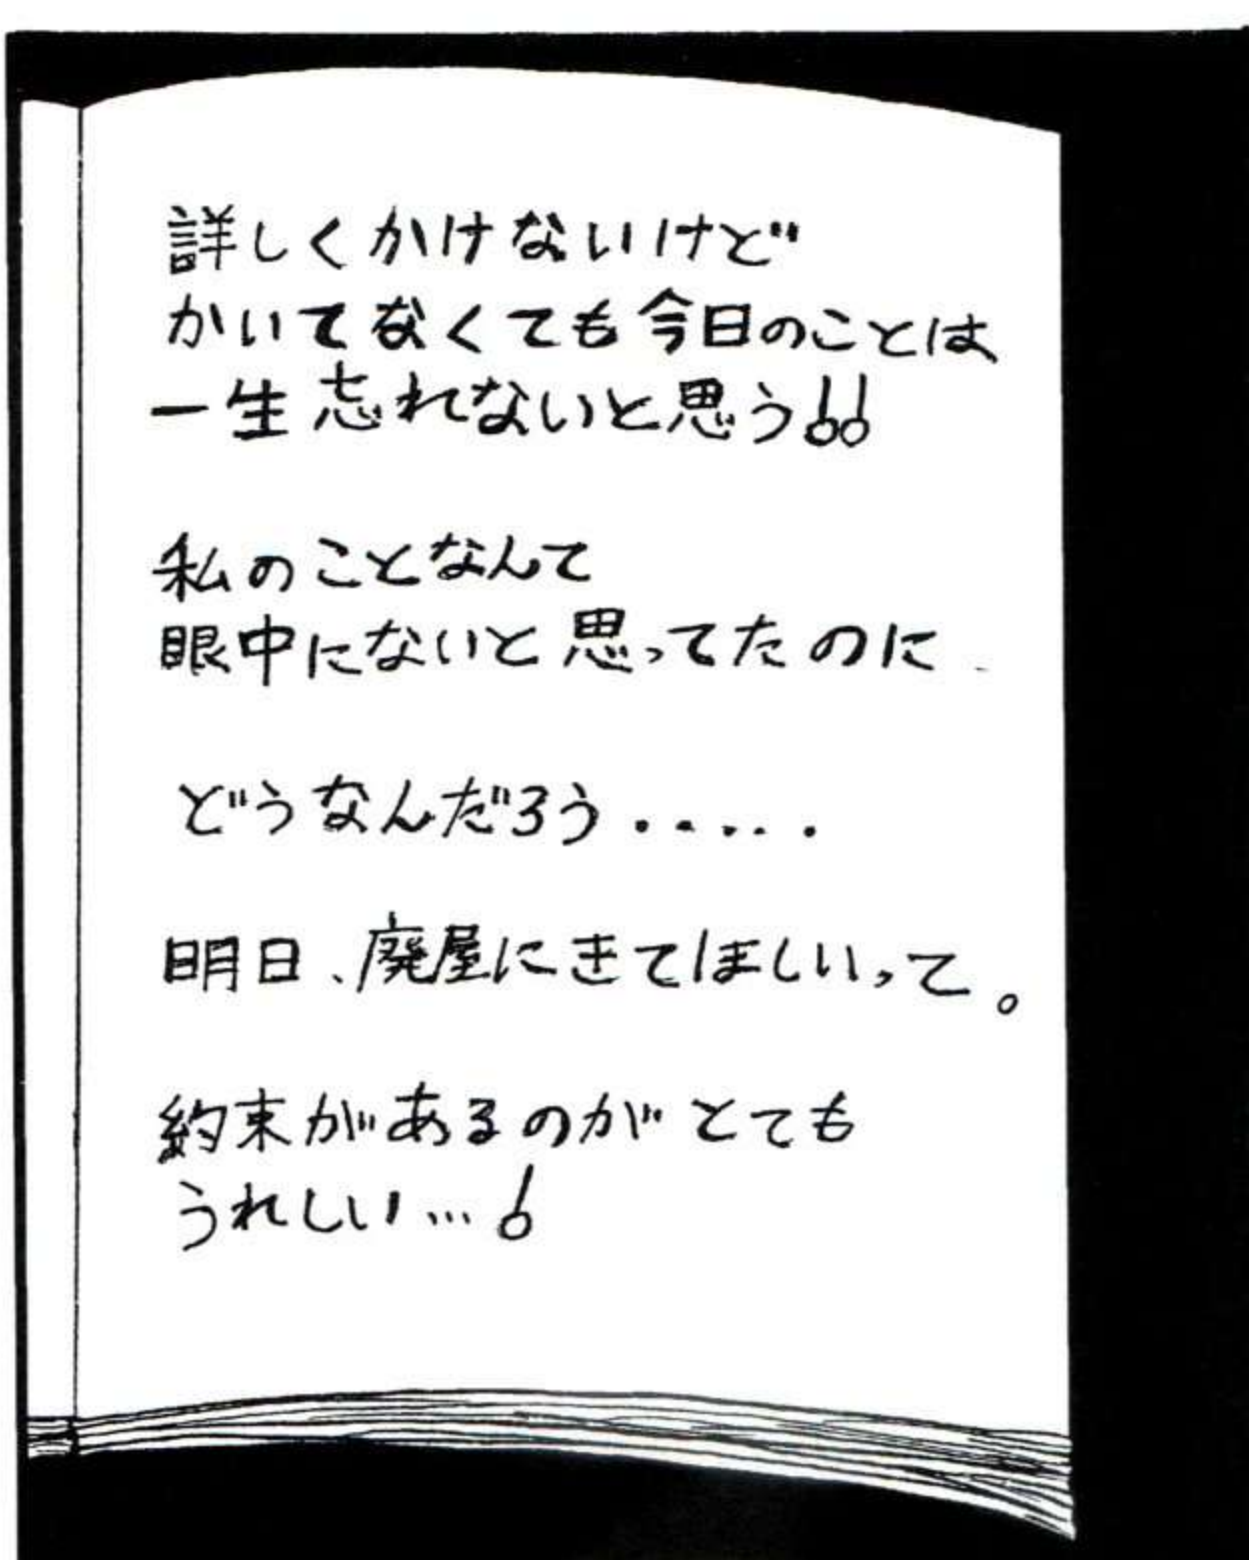 詳しくかけないけど
かいてなくても今日のことは
一生忘れないと思う!!
私のことなんて
眼中にないと思ってたのに
どうなんだろう.....
明日、廃屋にきてほしいって。
約束があるのがとても
うれしい…!